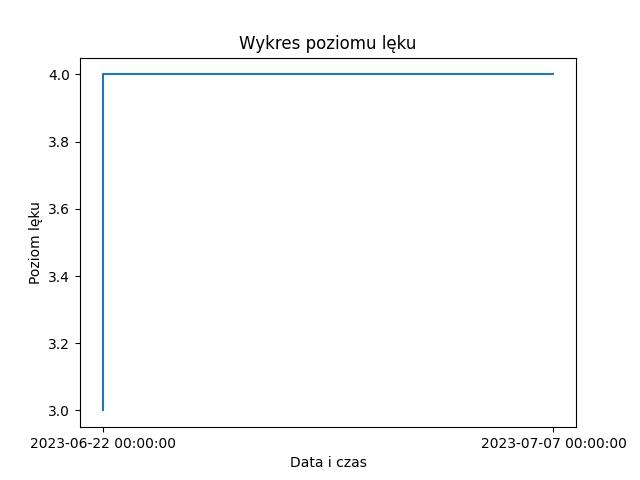 Wykres poziomu lęku
4.0
3.8
3.6
3.4
3.2
3.0
Poziom lęku
2023-06-22 00:00:00 2023-07-07 00:00:00
Data i czas